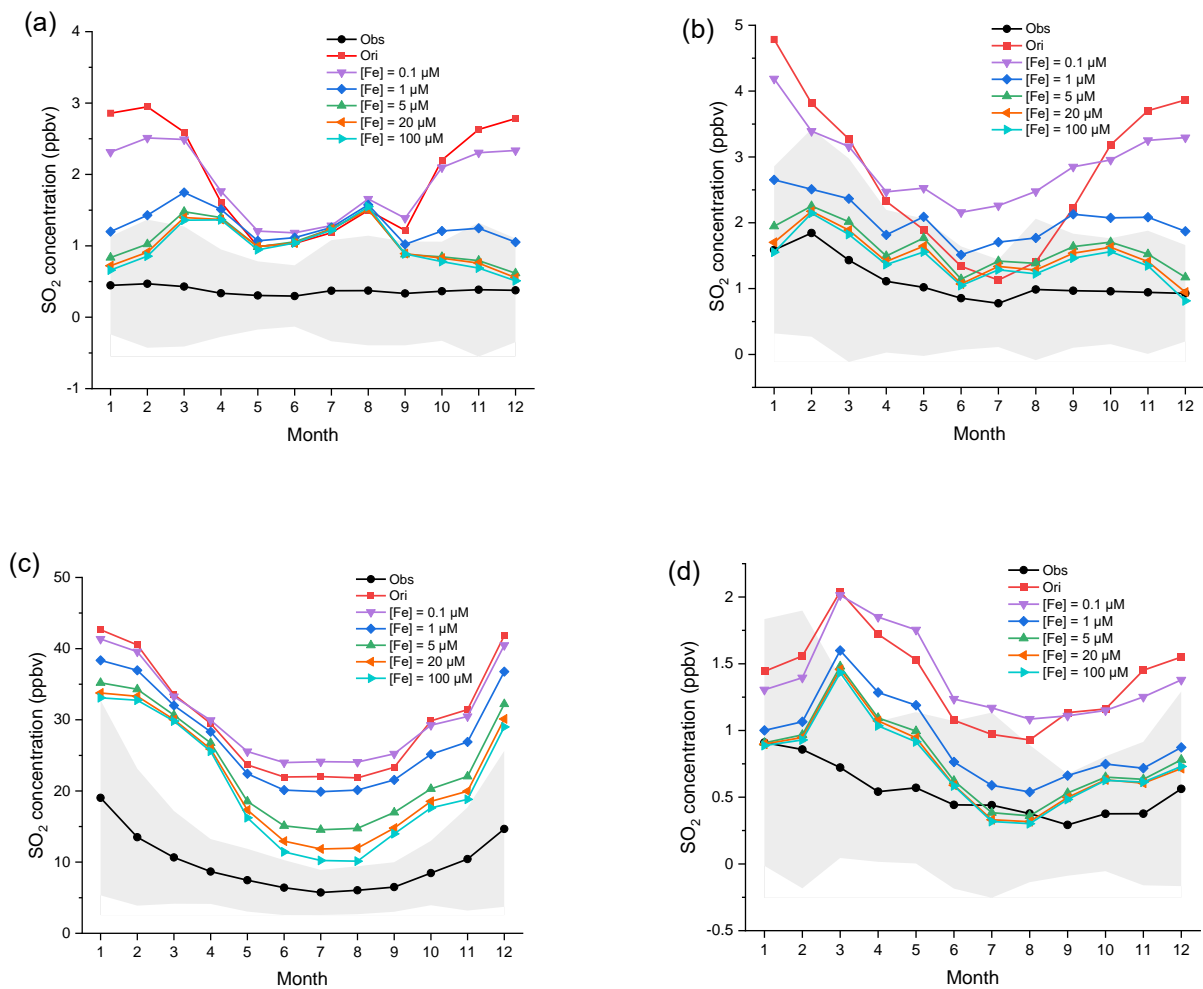 (a)
SO2 concentration (ppbv)
4
3
2
1
0
-1
Obs
Ori
[Fe] = 0.1 μM
[Fe] = 1 μM
[Fe] = 5 μM
[Fe] = 20 μM
[Fe] = 100 μM
1 2 3 4 5 6 7 8 9 10 11 12
Month
(b)
SO2 concentration (ppbv)
5
4
3
2
1
0
Obs
Ori
[Fe] = 0.1 μM
[Fe] = 1 μM
[Fe] = 5 μM
[Fe] = 20 μM
[Fe] = 100 μM
1 2 3 4 5 6 7 8 9 10 11 12
Month
(c)
SO2 concentration (ppbv)
50
40
30
20
10
0
Obs
Ori
[Fe] = 0.1 μM
[Fe] = 1 μM
[Fe] = 5 μM
[Fe] = 20 μM
[Fe] = 100 μM
1 2 3 4 5 6 7 8 9 10 11 12
Month
(d)
SO2 concentration (ppbv)
2
1.5
1
0.5
0
-0.5
Obs
Ori
[Fe] = 0.1 μM
[Fe] = 1 μM
[Fe] = 5 μM
[Fe] = 20 μM
[Fe] = 100 μM
1 2 3 4 5 6 7 8 9 10 11 12
Month